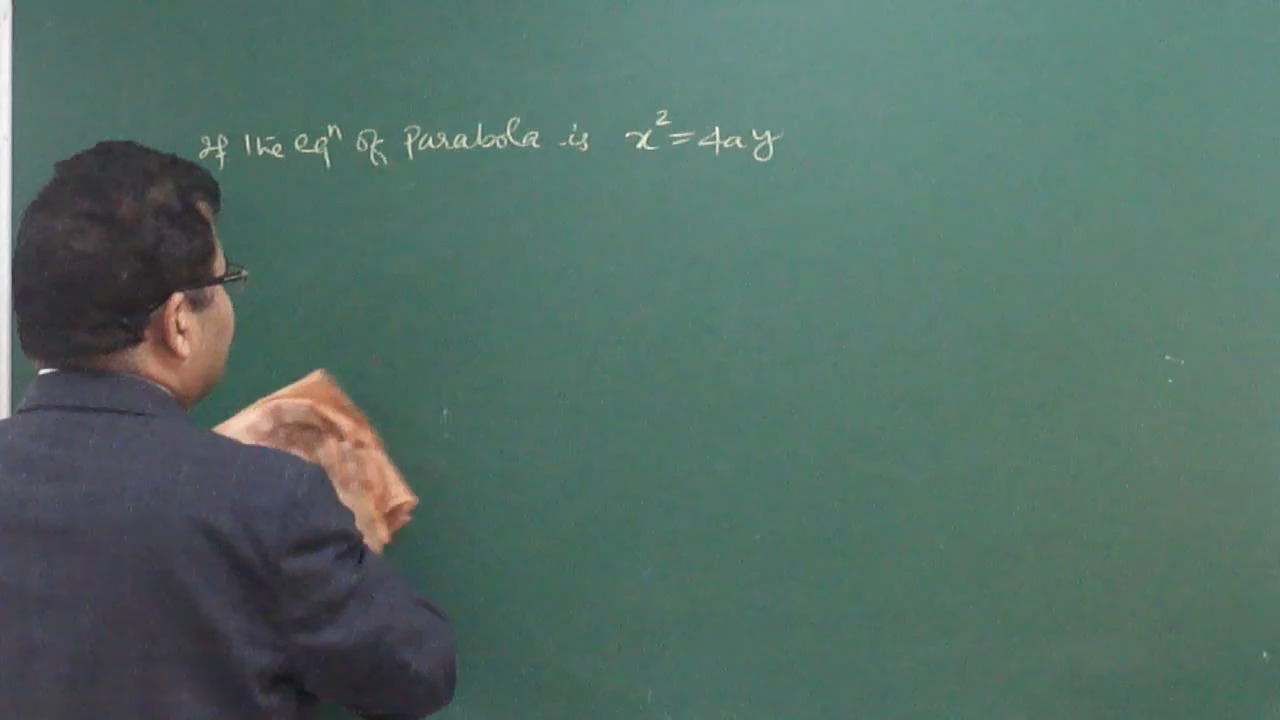 If the eqⁿ of Parabola is x² = 4ay